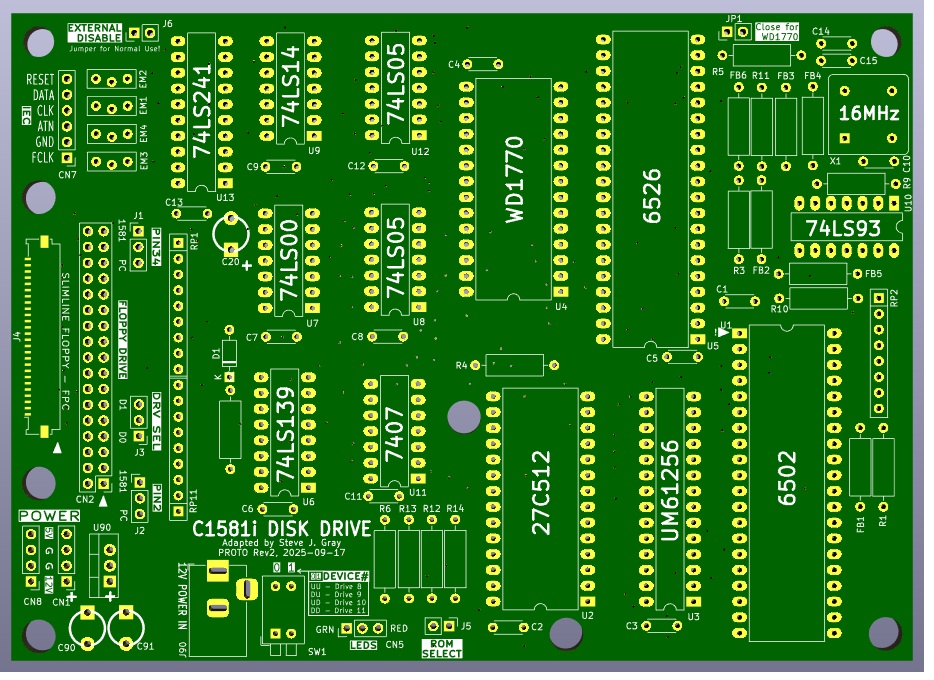 EXTERNAL
DISABLE
J6
Jumper for Normal Use!
JP1
Close for
WD1770
C14
C15
R5
FB6
R11
FB3
FB4
16MHz
X1
C10
R9
U10
74LS93
RESET
DATA
CLK
ATN
GND
FCLK
IEC
CN7
EM2
EM1
EM4
EM3
74LS241
U13
C13
74LS14
U9
C9
74LS05
U12
C12
C4
WD1770
U4
6526
U5
C5
J1
1581
PC
PIN34
RP1
C20
+
74LS00
U7
C7
74LS05
U8
C8
R3
FB2
FB5
R10
C1
U1
RP2
J4
SLIMLINE FLOPPY - FPC
FLOPPY DRIVE
D1
K
DRV SEL
D1
D0
J3
74LS139
U6
C6
7407
U11
C11
R4
27C512
U2
C2
UM61256
U3
C3
6502
FB1
R1
CN2
1581
PC
PIN2
J2
RP11
POWER
5V
G
G
12V
CN8
CN1
U90
+
+
C90
C91
C1581i DISK DRIVE
Adapted by Steve J. Gray
PROTO Rev2, 2025-09-17
R6
R13
R12
R14
12V POWER IN
J90
0 1
DEVICE#
UU - Drive 8
DU - Drive 9
UD - Drive 10
DD - Drive 11
SW1
GRN
RED
LEDS
CN5
J5
ROM
SELECT